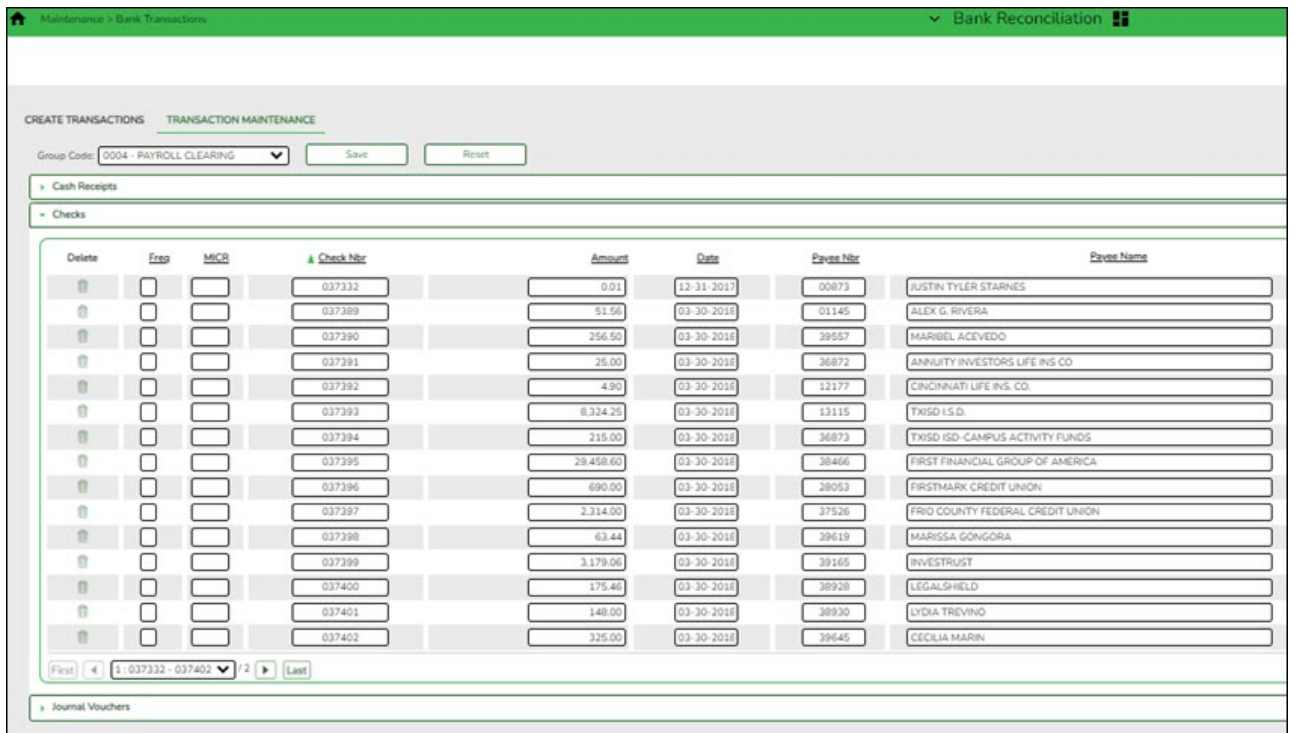 Maintenance > Bank Transactions
Bank Reconciliation
CREATE TRANSACTIONS TRANSACTION MAINTENANCE
Group Code: 0004 - PAYROLL CLEARING Save Reset
Cash Receipts
Checks
Delete Freq MICR Check Nbr Amount Date Payee Nbr Payee Name
037332 0.01 12-31-2017 00873 JUSTIN TYLER STARNES
037389 51.56 03-30-2018 01145 ALEX G. RIVERA
037390 256.50 03-30-2018 39557 MARIBEL ACEVEDO
037391 25.00 03-30-2018 36872 ANNUITY INVESTORS LIFE INS CO
037392 4.90 03-30-2018 12177 CINCINNATI LIFE INS. CO.
037393 8,324.25 03-30-2018 13115 TXISD I.S.D.
037394 215.00 03-30-2018 36873 TXISD ISD-CAMPUS ACTIVITY FUNDS
037395 29,458.60 03-30-2018 38466 FIRST FINANCIAL GROUP OF AMERICA
037396 690.00 03-30-2018 28053 FIRSTMARK CREDIT UNION
037397 2,314.00 03-30-2018 37526 FRIO COUNTY FEDERAL CREDIT UNION
037398 63.44 03-30-2018 39619 MARISSA GONGORA
037399 3,179.06 03-30-2018 39165 INVESTRUST
037400 175.46 03-30-2018 38928 LEGALSHIELD
037401 148.00 03-30-2018 38930 LYDIA TREVINO
037402 325.00 03-30-2018 39645 CECILIA MARIN
First 1 : 037332 - 037402 / 2 Last
Journal Vouchers